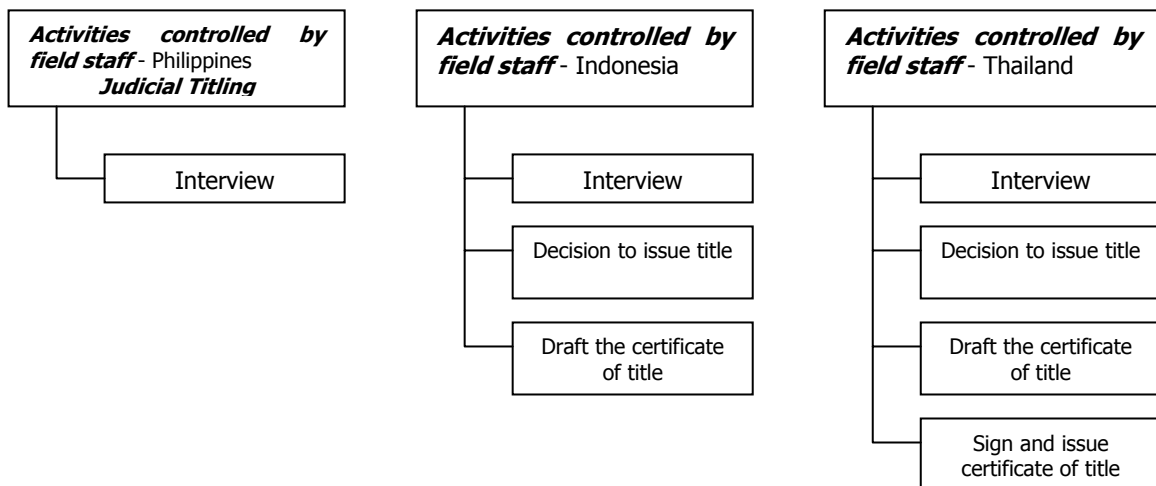 Activities controlled by
field staff - Philippines
Judicial Titling
Interview
Activities controlled by
field staff - Indonesia
Interview
Decision to issue title
Draft the certificate
of title
Activities controlled by
field staff - Thailand
Interview
Decision to issue title
Draft the certificate
of title
Sign and issue
certificate of title